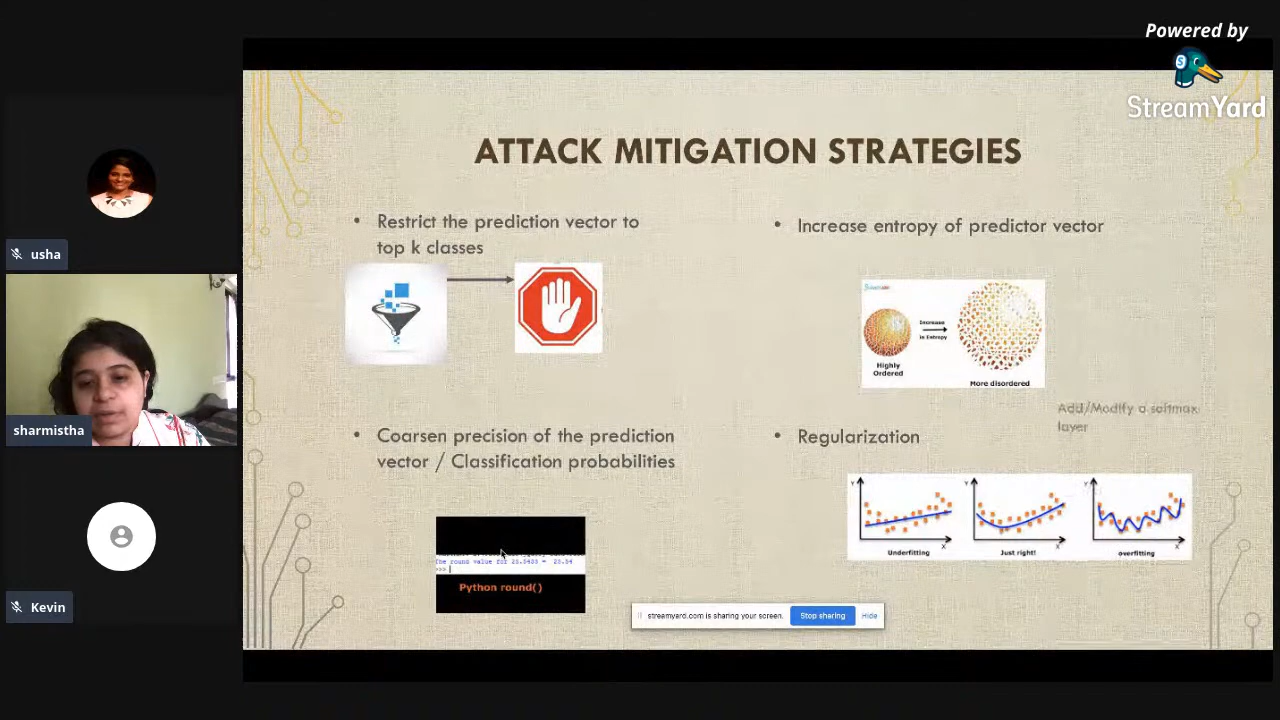 Powered by
StreamYard
ATTACK MITIGATION STRATEGIES
• Restrict the prediction vector to
top k classes
• Increase entropy of predictor vector
Increase
in Entropy
Highly
Ordered
More disordered
Add/Modify a softmax
layer
• Coarsen precision of the prediction
vector / Classification probabilities
• Regularization
Y
X
Underfitting
Y
X
Just right!
Y
X
overfitting
>>>
Python round()
streamyard.com is sharing your screen.
Stop sharing
Hide
usha
sharmistha
Kevin